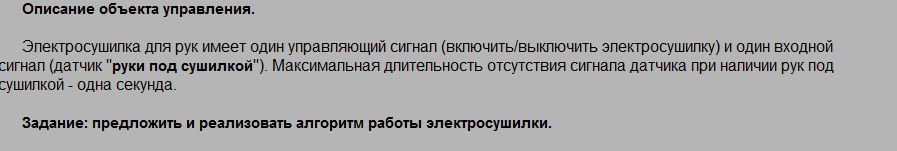 Описание объекта управления.
Электросушилка для рук имеет один управляющий сигнал (включить/выключить электросушилку) и один входной
сигнал (датчик "руки под сушилкой"). Максимальная длительность отсутствия сигнала датчика при наличии рук под
сушилкой - одна секунда.
Задание: предложить и реализовать алгоритм работы электросушилки.